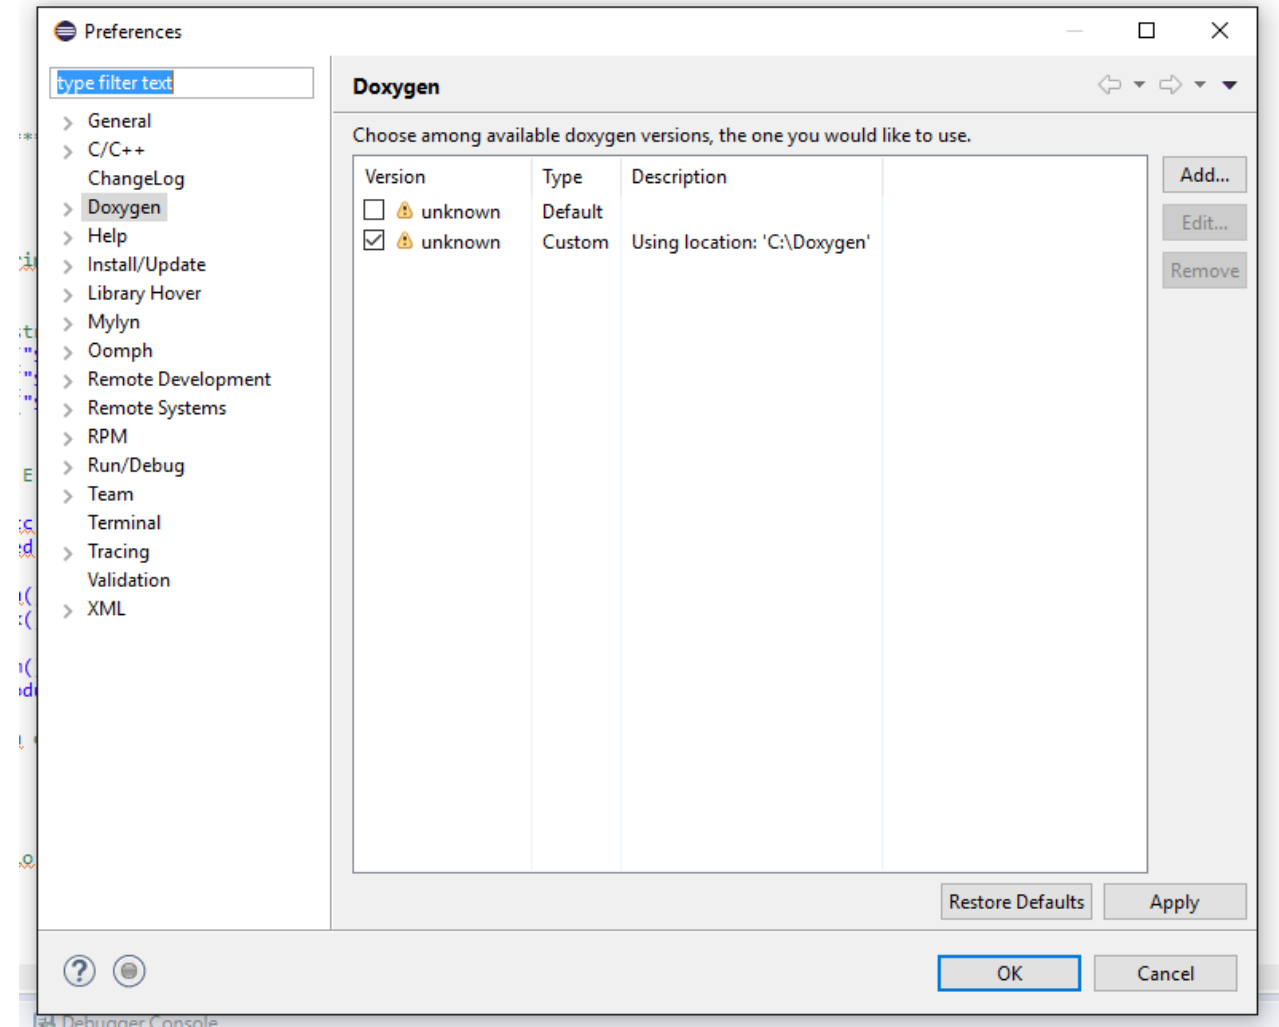 Preferences
type filter text
General
C/C++
ChangeLog
Doxygen
Help
Install/Update
Library Hover
Mylyn
Oomph
Remote Development
Remote Systems
RPM
Run/Debug
Team
Terminal
Tracing
Validation
XML
Doxygen
Choose among available doxygen versions, the one you would like to use.
Version Type Description
unknown Default
unknown Custom Using location: 'C:\Doxygen'
Add...
Edit...
Remove
Restore Defaults Apply
OK Cancel
Debugger Console